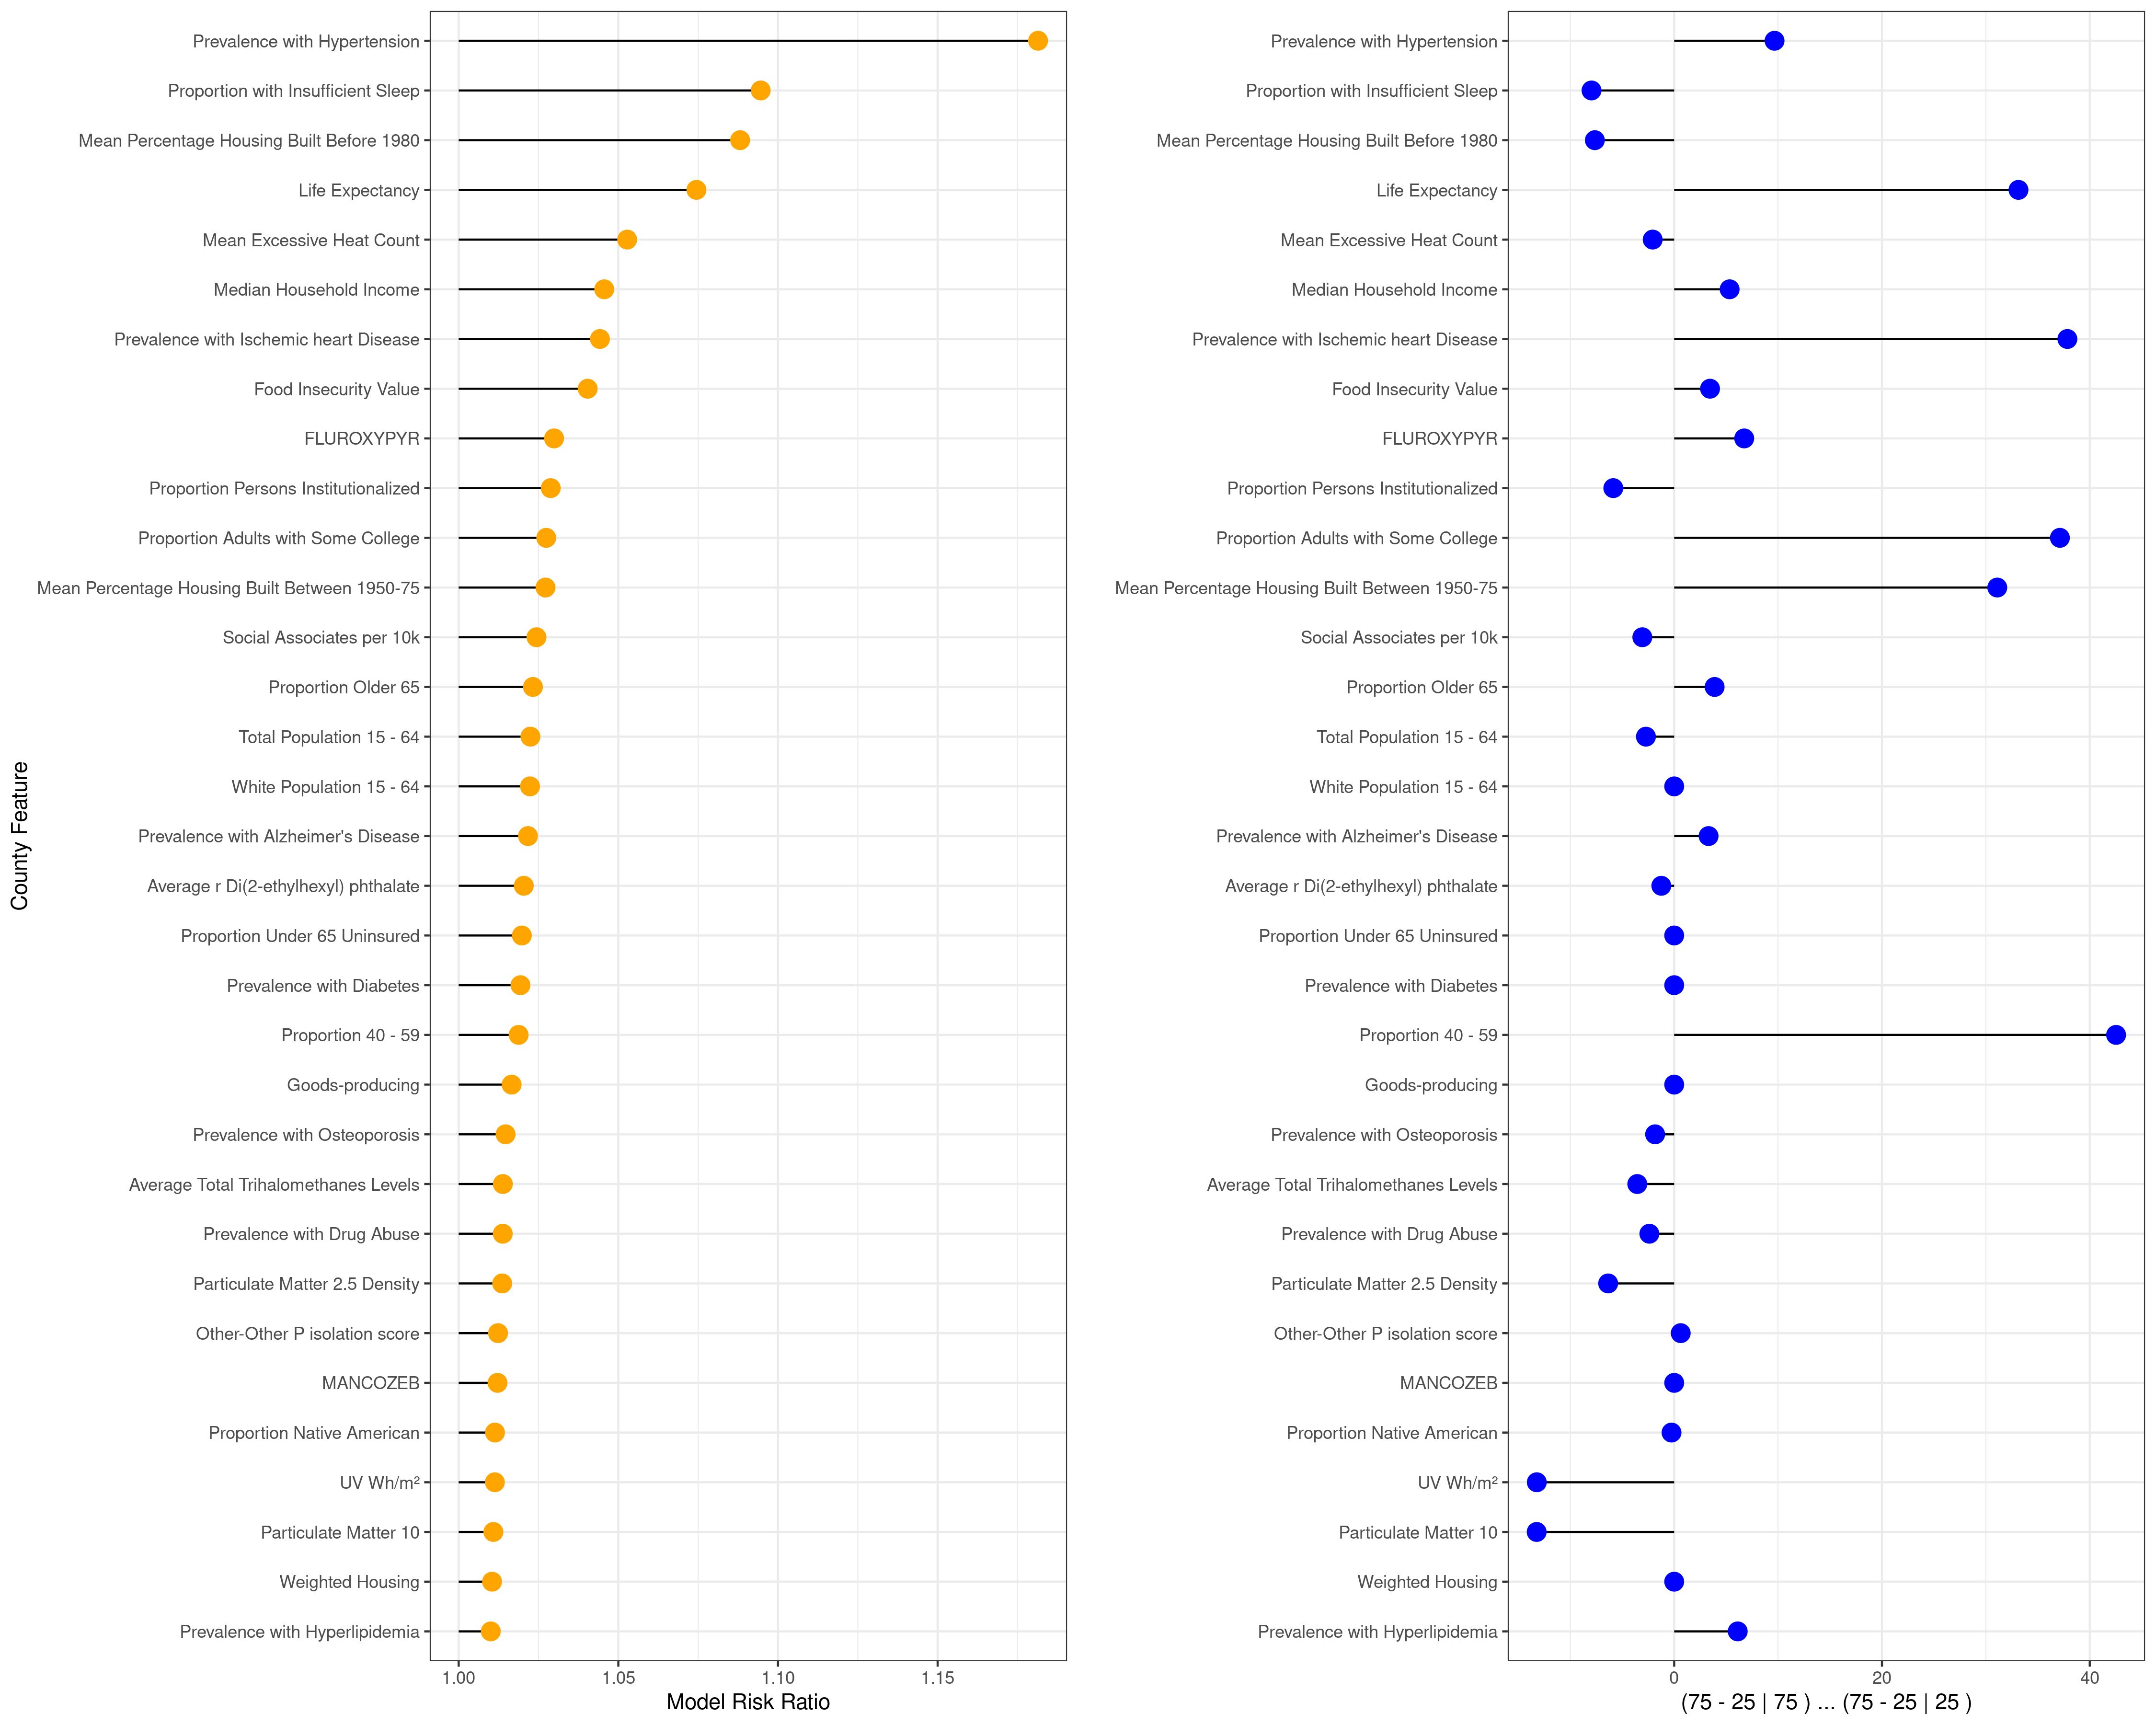 County Feature
Prevalence with Hypertension
Proportion with Insufficient Sleep
Mean Percentage Housing Built Before 1980
Life Expectancy
Mean Excessive Heat Count
Median Household Income
Prevalence with Ischemic heart Disease
Food Insecurity Value
FLUROXYPYR
Proportion Persons Institutionalized
Proportion Adults with Some College
Mean Percentage Housing Built Between 1950-75
Social Associates per 10k
Proportion Older 65
Total Population 15 - 64
White Population 15 - 64
Prevalence with Alzheimer's Disease
Average r Di(2-ethylhexyl) phthalate
Proportion Under 65 Uninsured
Prevalence with Diabetes
Proportion 40 - 59
Goods-producing
Prevalence with Osteoporosis
Average Total Trihalomethanes Levels
Prevalence with Drug Abuse
Particulate Matter 2.5 Density
Other-Other P isolation score
MANCOZEB
Proportion Native American
UV Wh/m²
Particulate Matter 10
Weighted Housing
Prevalence with Hyperlipidemia
1.00 1.05 1.10 1.15
Model Risk Ratio
Prevalence with Hypertension
Proportion with Insufficient Sleep
Mean Percentage Housing Built Before 1980
Life Expectancy
Mean Excessive Heat Count
Median Household Income
Prevalence with Ischemic heart Disease
Food Insecurity Value
FLUROXYPYR
Proportion Persons Institutionalized
Proportion Adults with Some College
Mean Percentage Housing Built Between 1950-75
Social Associates per 10k
Proportion Older 65
Total Population 15 - 64
White Population 15 - 64
Prevalence with Alzheimer's Disease
Average r Di(2-ethylhexyl) phthalate
Proportion Under 65 Uninsured
Prevalence with Diabetes
Proportion 40 - 59
Goods-producing
Prevalence with Osteoporosis
Average Total Trihalomethanes Levels
Prevalence with Drug Abuse
Particulate Matter 2.5 Density
Other-Other P isolation score
MANCOZEB
Proportion Native American
UV Wh/m²
Particulate Matter 10
Weighted Housing
Prevalence with Hyperlipidemia
0 20 40
(75 - 25 | 75 ) ... (75 - 25 | 25 )